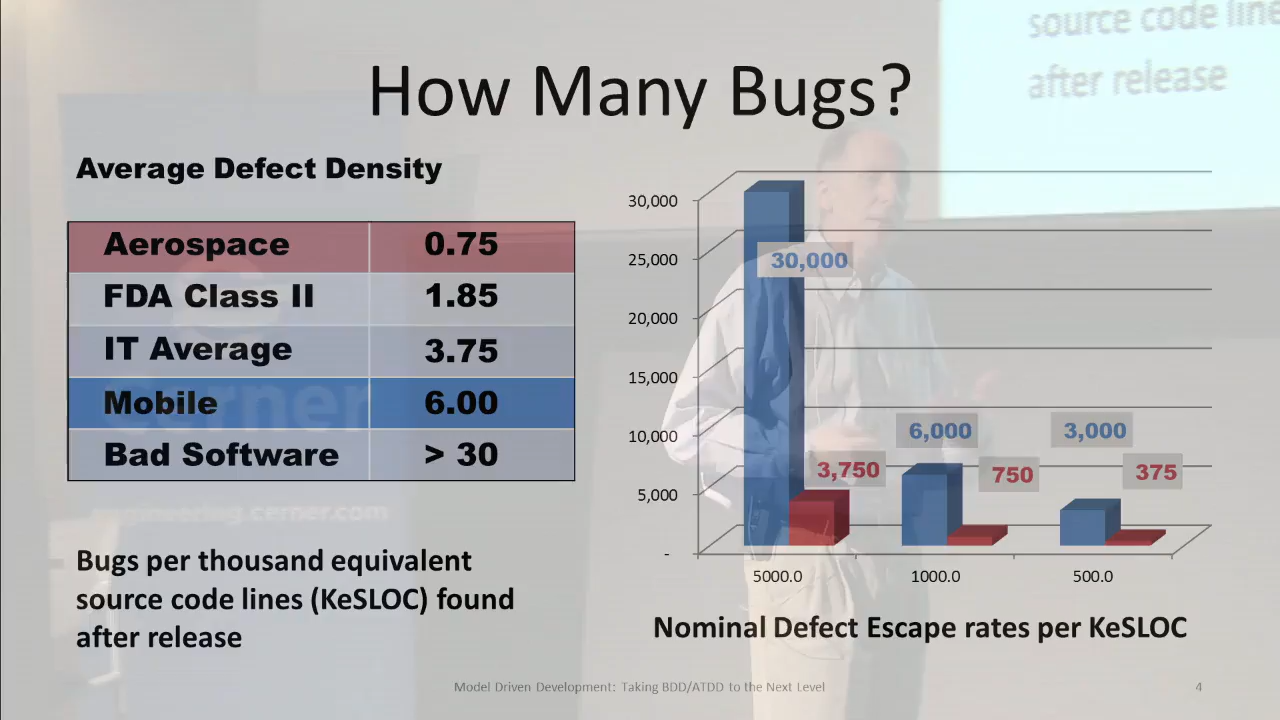 source code line
after release
How Many Bugs?
Average Defect Density
Aerospace 0.75
FDA Class II 1.85
IT Average 3.75
Mobile 6.00
Bad Software > 30
Cerner
engineering.cerner.com
Bugs per thousand equivalent
source code lines (KeSLOC) found
after release
30,000
25,000
20,000
15,000
10,000
5,000
-
30,000
3,750
6,000
750
3,000
375
5000.0 1000.0 500.0
Nominal Defect Escape rates per KeSLOC
Model Driven Development: Taking BDD/ATDD to the Next Level 4